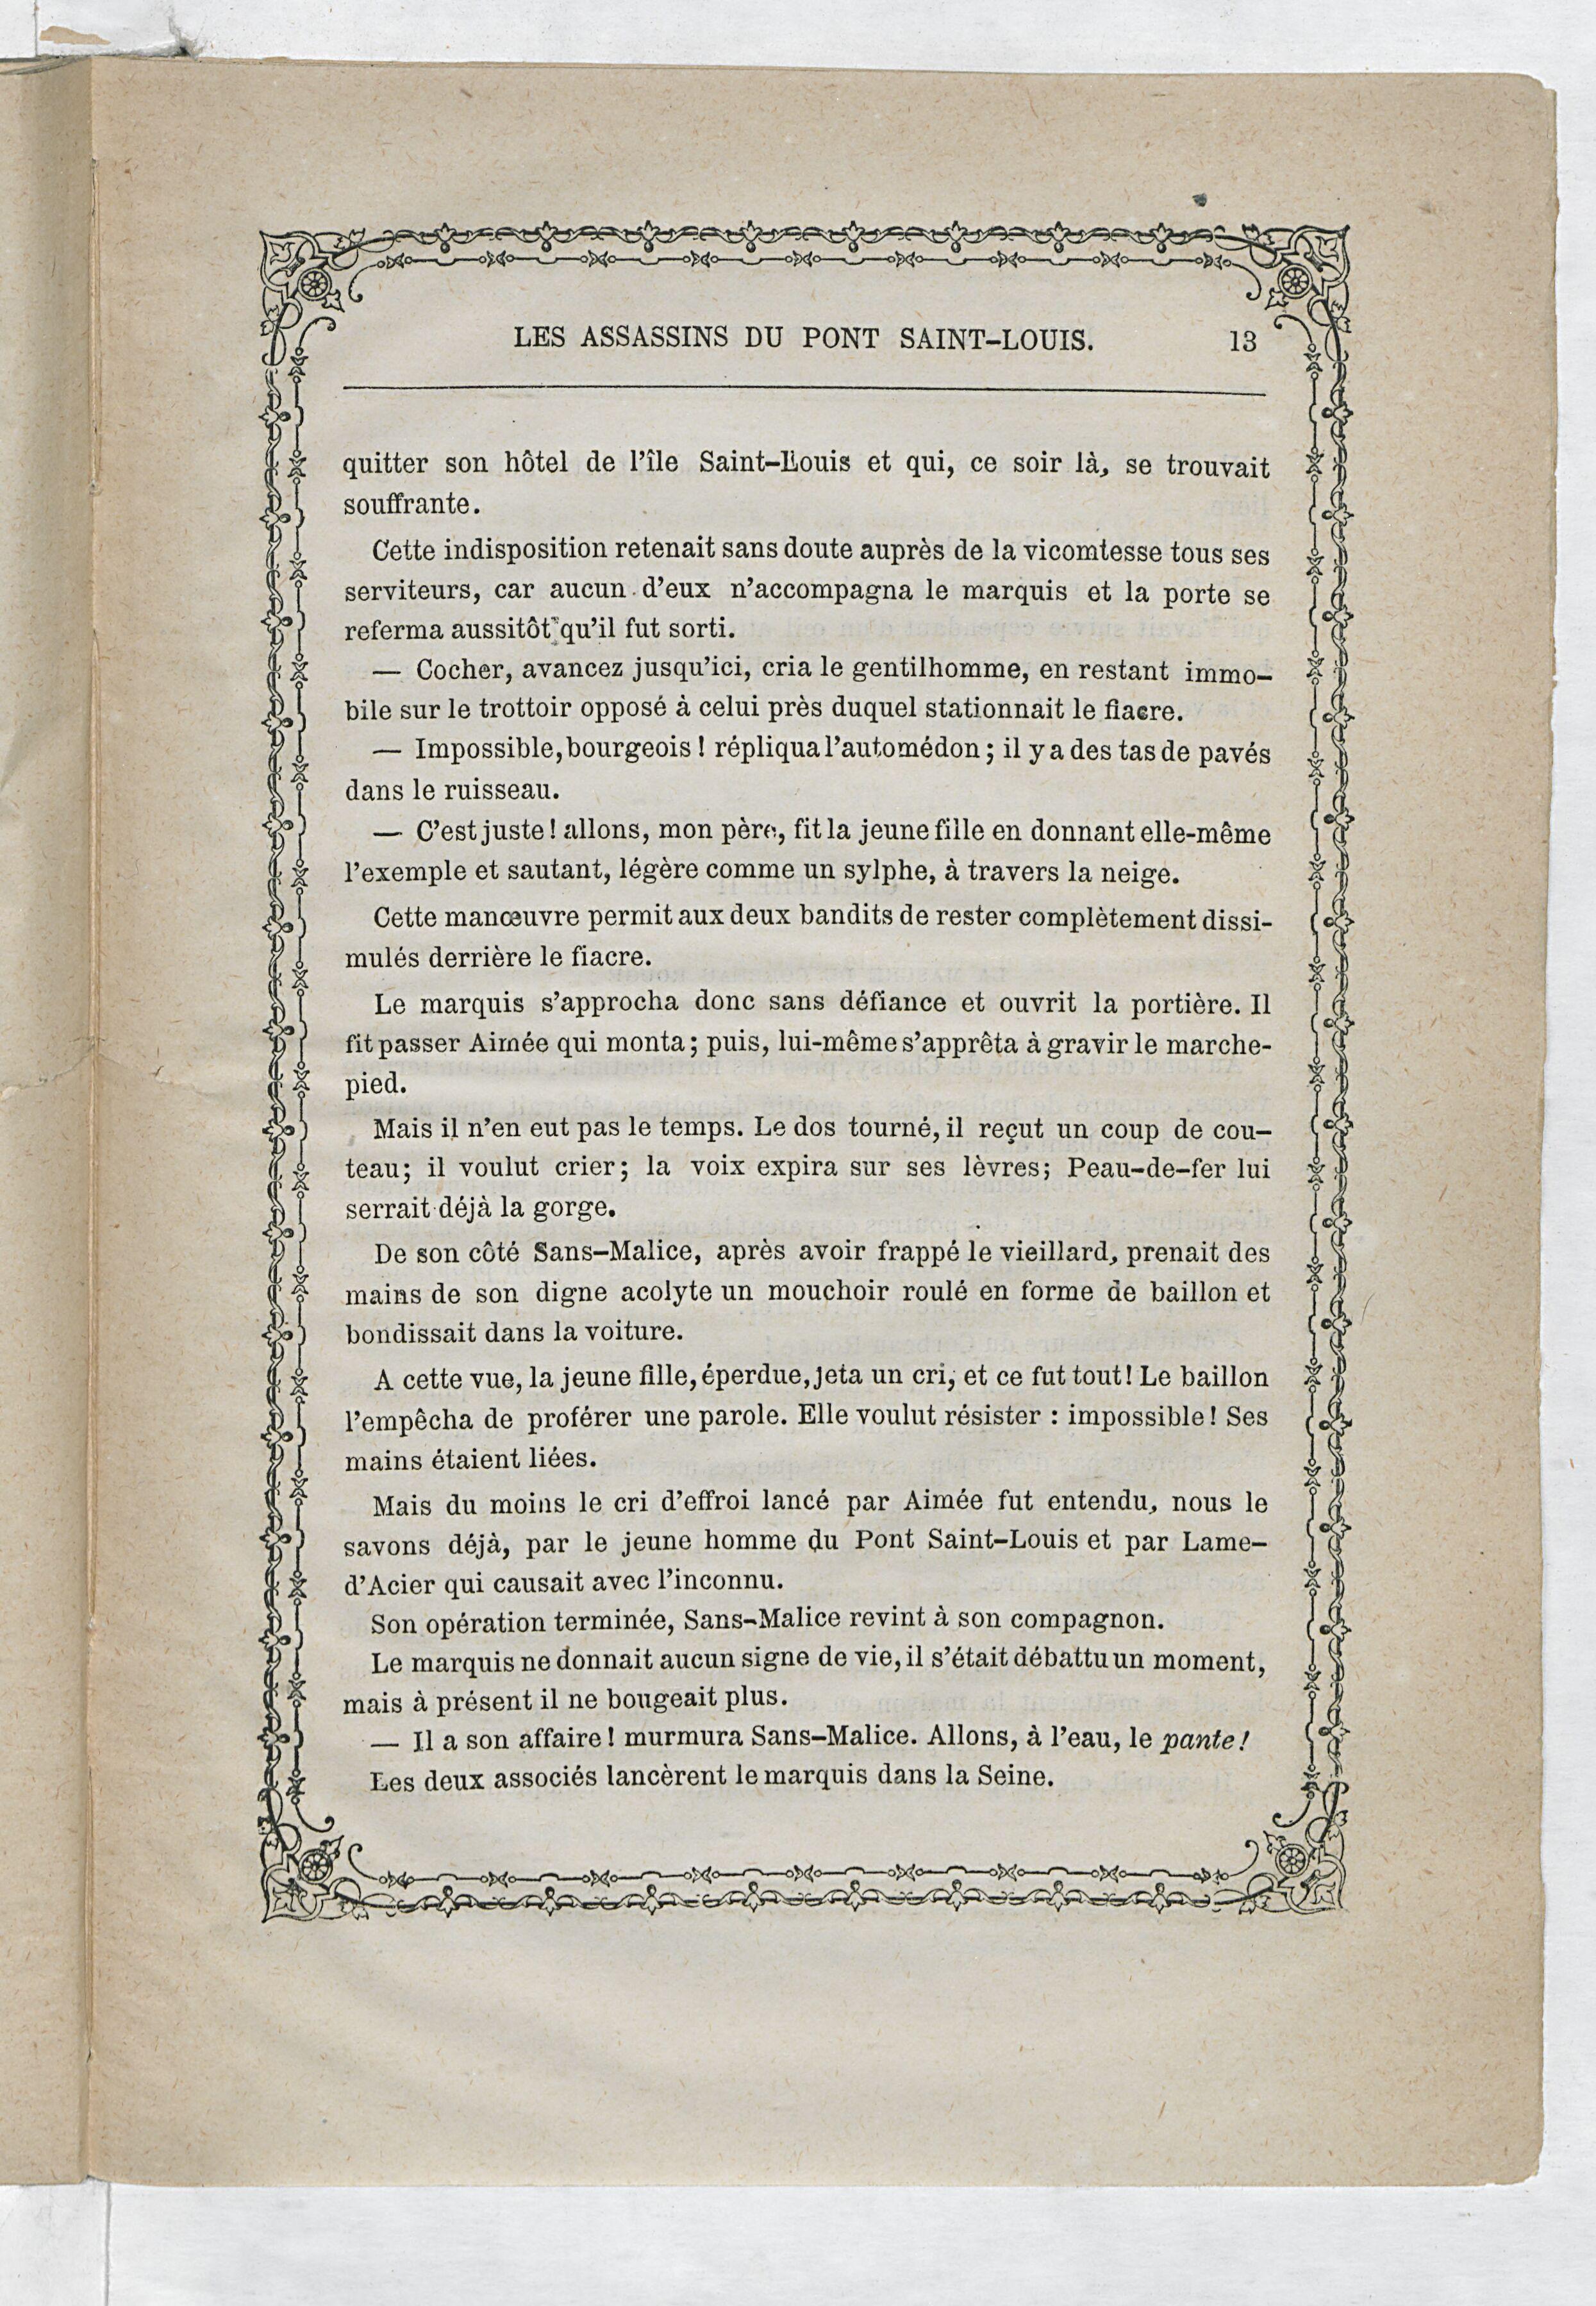 LES ASSASSINS DU PONT SAINT-LOUIS. 13
quitter son hôtel de l'île Saint-Louis et qui, ce soir là, se trouvait
souffrante.
Cette indisposition retenait sans doute auprès de la vicomtesse tous ses
serviteurs, car aucun d'eux n'accompagna le marquis et la porte se
referma aussitôt qu'il fut sorti.
— Cocher, avancez jusqu'ici, cria le gentilhomme, en restant immo-
bile sur le trottoir opposé à celui près duquel stationnait le fiacre.
— Impossible, bourgeois ! répliqua l'automédon ; il y a des tas de pavés
dans le ruisseau.
— C'est juste ! allons, mon père, fit la jeune fille en donnant elle-même
l'exemple et sautant, légère comme un sylphe, à travers la neige.
Cette manœuvre permit aux deux bandits de rester complètement dissi-
mulés derrière le fiacre.
Le marquis s'approcha donc sans défiance et ouvrit la portière. Il
fit passer Aimée qui monta ; puis, lui-même s'apprêta à gravir le marche-
pied.
Mais il n'en eut pas le temps. Le dos tourné, il reçut un coup de cou-
teau; il voulut crier; la voix expira sur ses lèvres; Peau-de-fer lui
serrait déjà la gorge.
De son côté Sans-Malice, après avoir frappé le vieillard, prenait des
mains de son digne acolyte un mouchoir roulé en forme de baillon et
bondissait dans la voiture.
A cette vue, la jeune fille, éperdue, jeta un cri, et ce fut tout! Le baillon
l'empêcha de proférer une parole. Elle voulut résister : impossible ! Ses
mains étaient liées.
Mais du moins le cri d'effroi lancé par Aimée fut entendu, nous le
savons déjà, par le jeune homme du Pont Saint-Louis et par Lame-
d'Acier qui causait avec l'inconnu.
Son opération terminée, Sans-Malice revint à son compagnon.
Le marquis ne donnait aucun signe de vie, il s'était débattu un moment,
mais à présent il ne bougeait plus.
— Il a son affaire ! murmura Sans-Malice. Allons, à l'eau, le pante !
Les deux associés lancèrent le marquis dans la Seine.